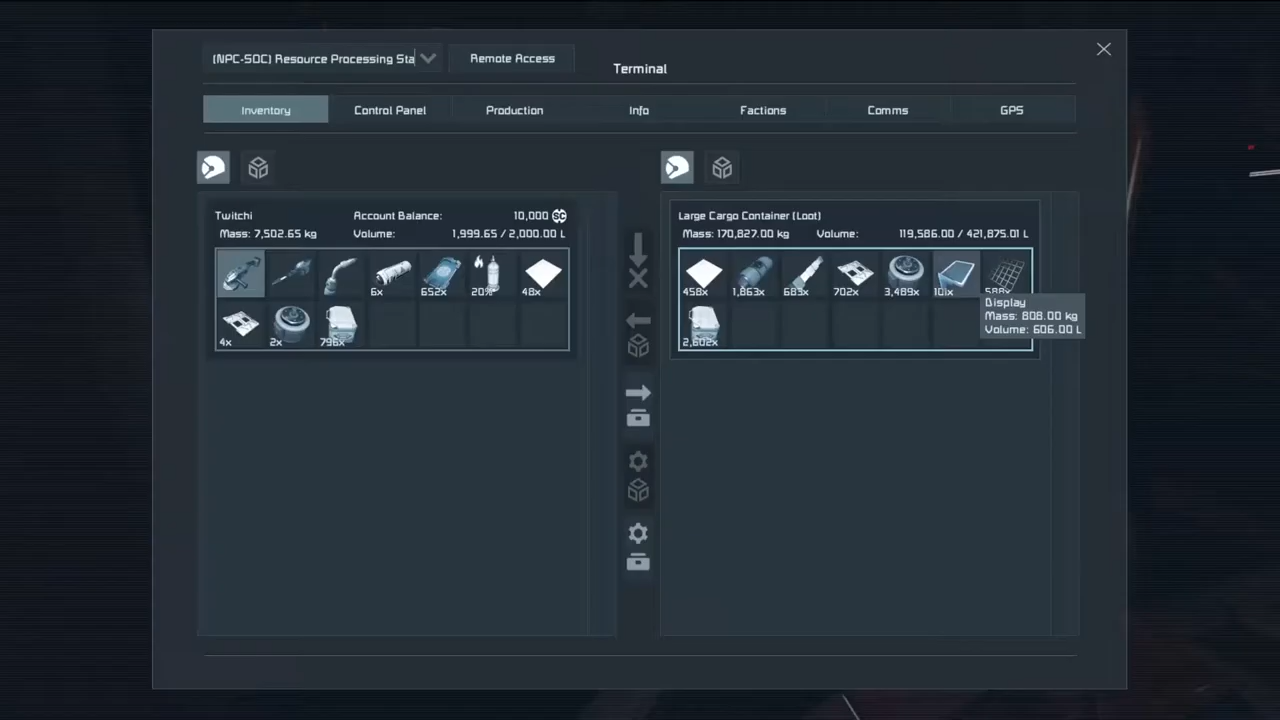 (NPC-SOC) Resource Processing Sta
Remote Access
Terminal
Inventory
Control Panel
Production
Info
Factions
Comms
GPS
Twitchi Account Balance: 10,000 SC
Mass: 7,502.65 kg Volume: 1,999.65 / 2,000.00 L
6x 652x 20% 48x
4x 2x 796x
Large Cargo Container (Loot)
Mass: 170,827.00 kg Volume: 119,586.00 / 421,875.01 L
458x 1,863x 683x 702x 3,489x 101x 588x
2,602x
Display
Mass: 808.00 kg
Volume: 606.00 L